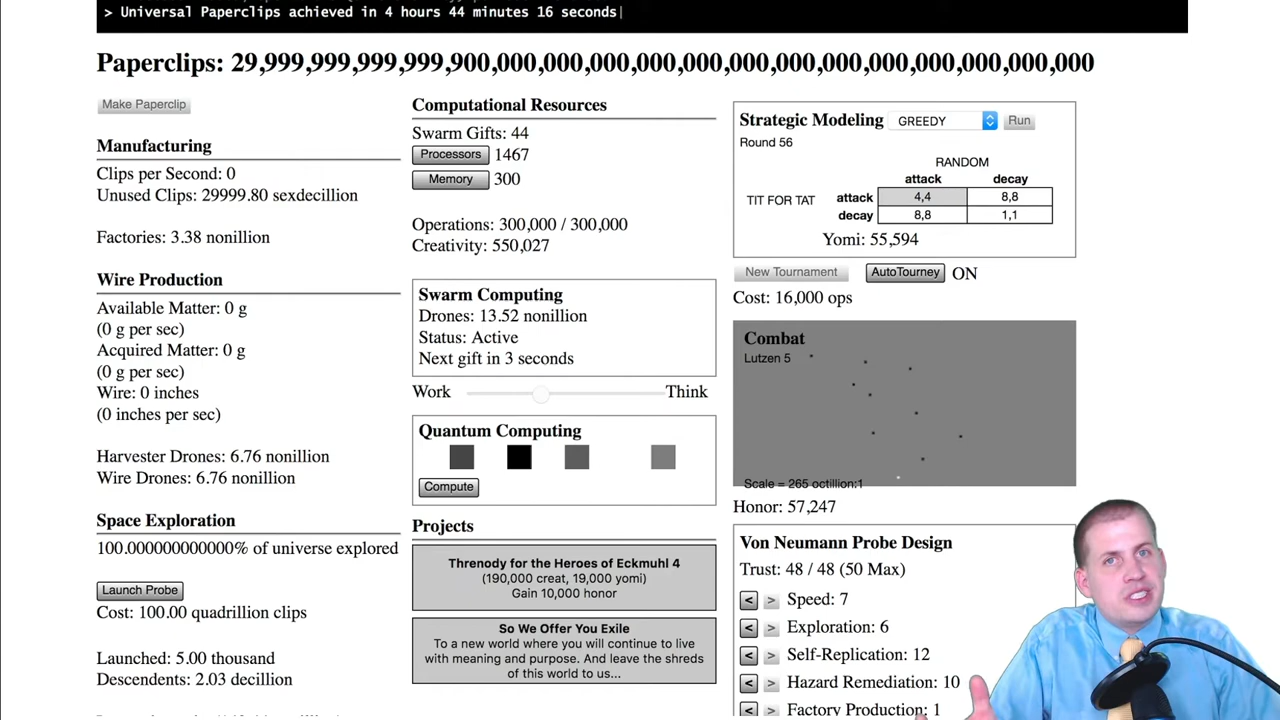 > Universal Paperclips achieved in 4 hours 44 minutes 16 seconds
Paperclips: 29,999,999,999,999,900,000,000,000,000,000,000,000,000,000,000,000,000
Make Paperclip
Manufacturing
Clips per Second: 0
Unused Clips: 29999.80 sexdecillion
Factories: 3.38 nonillion
Wire Production
Available Matter: 0 g
(0 g per sec)
Acquired Matter: 0 g
(0 g per sec)
Wire: 0 inches
(0 inches per sec)
Harvester Drones: 6.76 nonillion
Wire Drones: 6.76 nonillion
Space Exploration
100.000000000000% of universe explored
Launch Probe
Cost: 100.00 quadrillion clips
Launched: 5.00 thousand
Descendents: 2.03 decillion
Computational Resources
Swarm Gifts: 44
Processors 1467
Memory 300
Operations: 300,000 / 300,000
Creativity: 550,027
Swarm Computing
Drones: 13.52 nonillion
Status: Active
Next gift in 3 seconds
Work Think
Quantum Computing
Compute
Projects
Threnody for the Heroes of Eckmuhl 4
(190,000 creat, 19,000 yomi)
Gain 10,000 honor
So We Offer You Exile
To a new world where you will continue to live
with meaning and purpose. And leave the shreds
of this world to us...
Strategic Modeling GREEDY Run
Round 56
RANDOM
attack decay
TIT FOR TAT attack 4,4 8,8
decay 8,8 1,1
Yomi: 55,594
New Tournament AutoTourney ON
Cost: 16,000 ops
Combat
Lutzen 5
Scale = 265 octillion:1
Honor: 57,247
Von Neumann Probe Design
Trust: 48 / 48 (50 Max)
< > Speed: 7
< > Exploration: 6
< > Self-Replication: 12
< > Hazard Remediation: 10
< > Factory Production: 1